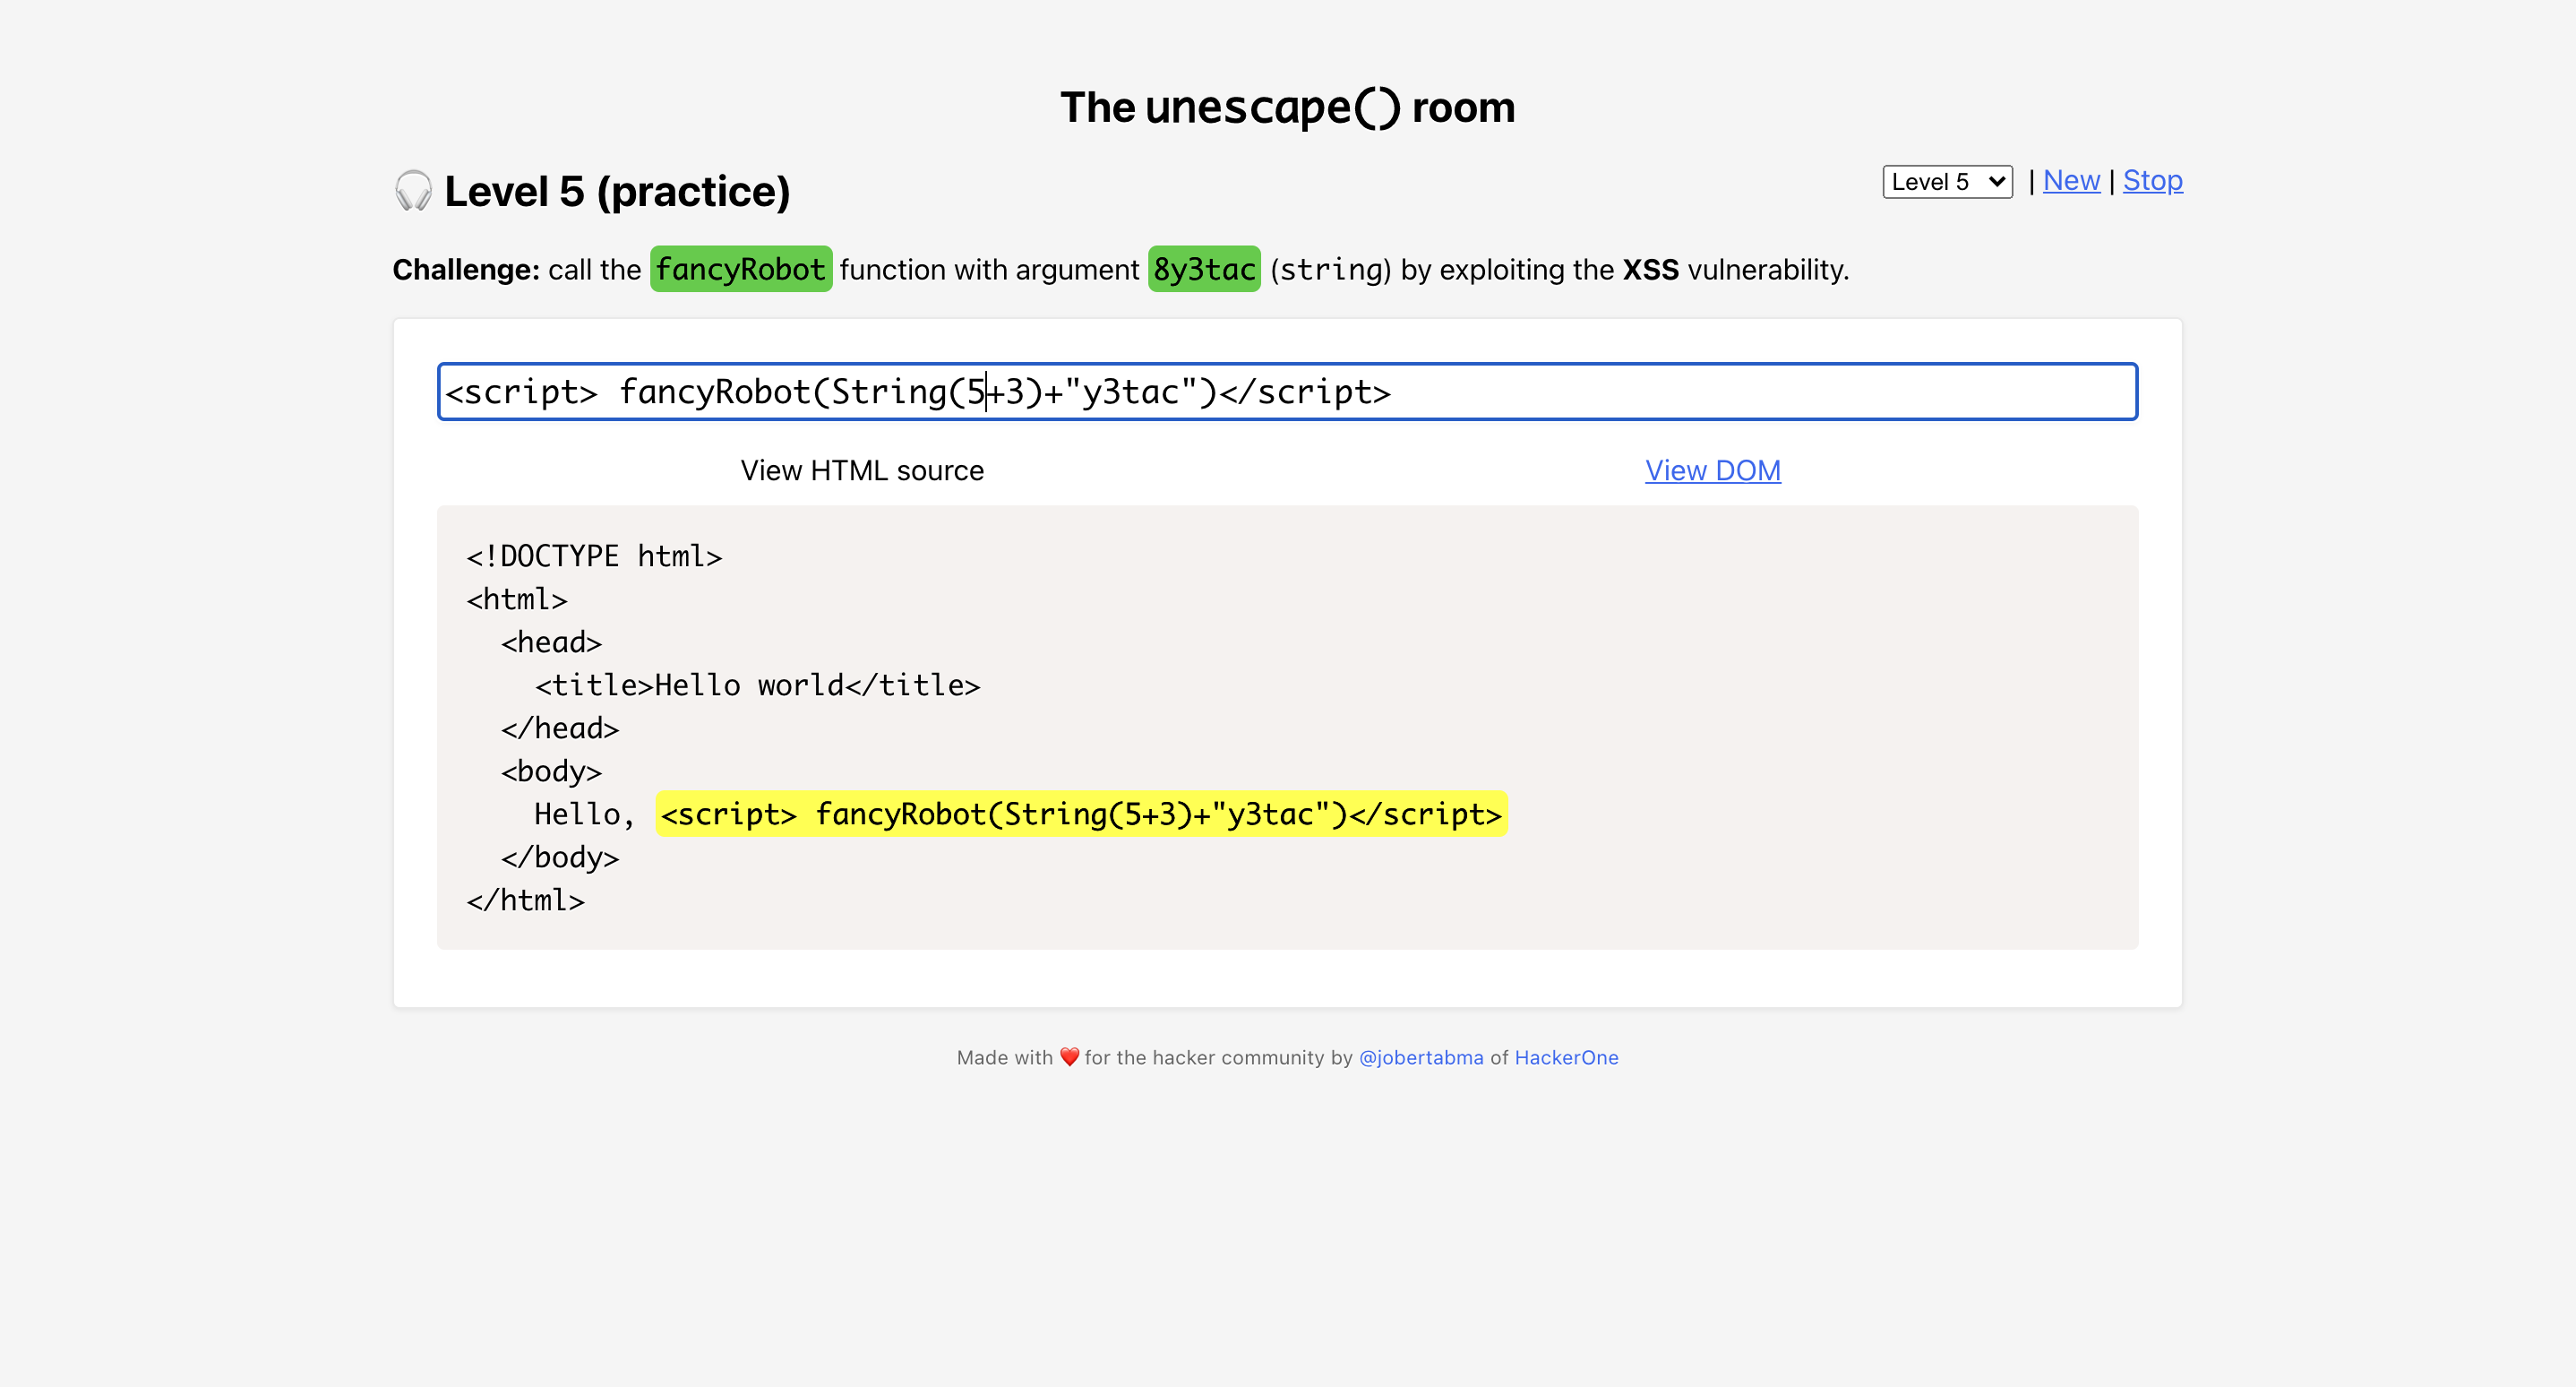 The unescape() room
🎧 Level 5 (practice)
Level 5 | New | Stop
Challenge: call the fancyRobot function with argument 8y3tac (string) by exploiting the XSS vulnerability.
<script> fancyRobot(String(5+3)+"y3tac")</script>
View HTML source
View DOM
<!DOCTYPE html>
<html>
  <head>
    <title>Hello world</title>
  </head>
  <body>
    Hello, <script> fancyRobot(String(5+3)+"y3tac")</script>
  </body>
</html>
Made with ❤️ for the hacker community by @jobertabma of HackerOne